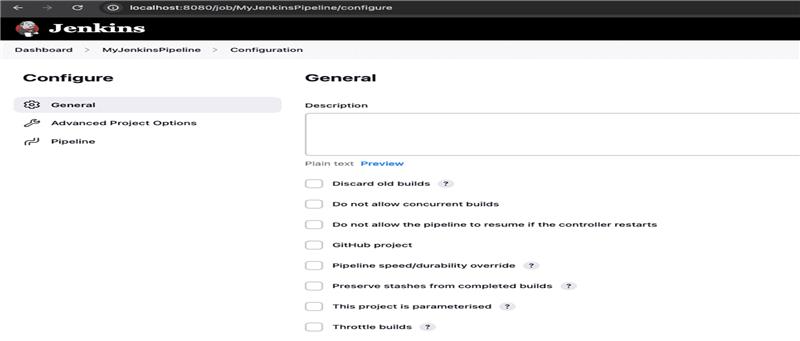 localhost:8080/job/MyJenkinsPipeline/configure
Jenkins
Dashboard > MyJenkinsPipeline > Configuration
Configure
General
Advanced Project Options
Pipeline
General
Description
Plain text Preview
Discard old builds ?
Do not allow concurrent builds
Do not allow the pipeline to resume if the controller restarts
GitHub project
Pipeline speed/durability override ?
Preserve stashes from completed builds ?
This project is parameterised ?
Throttle builds ?